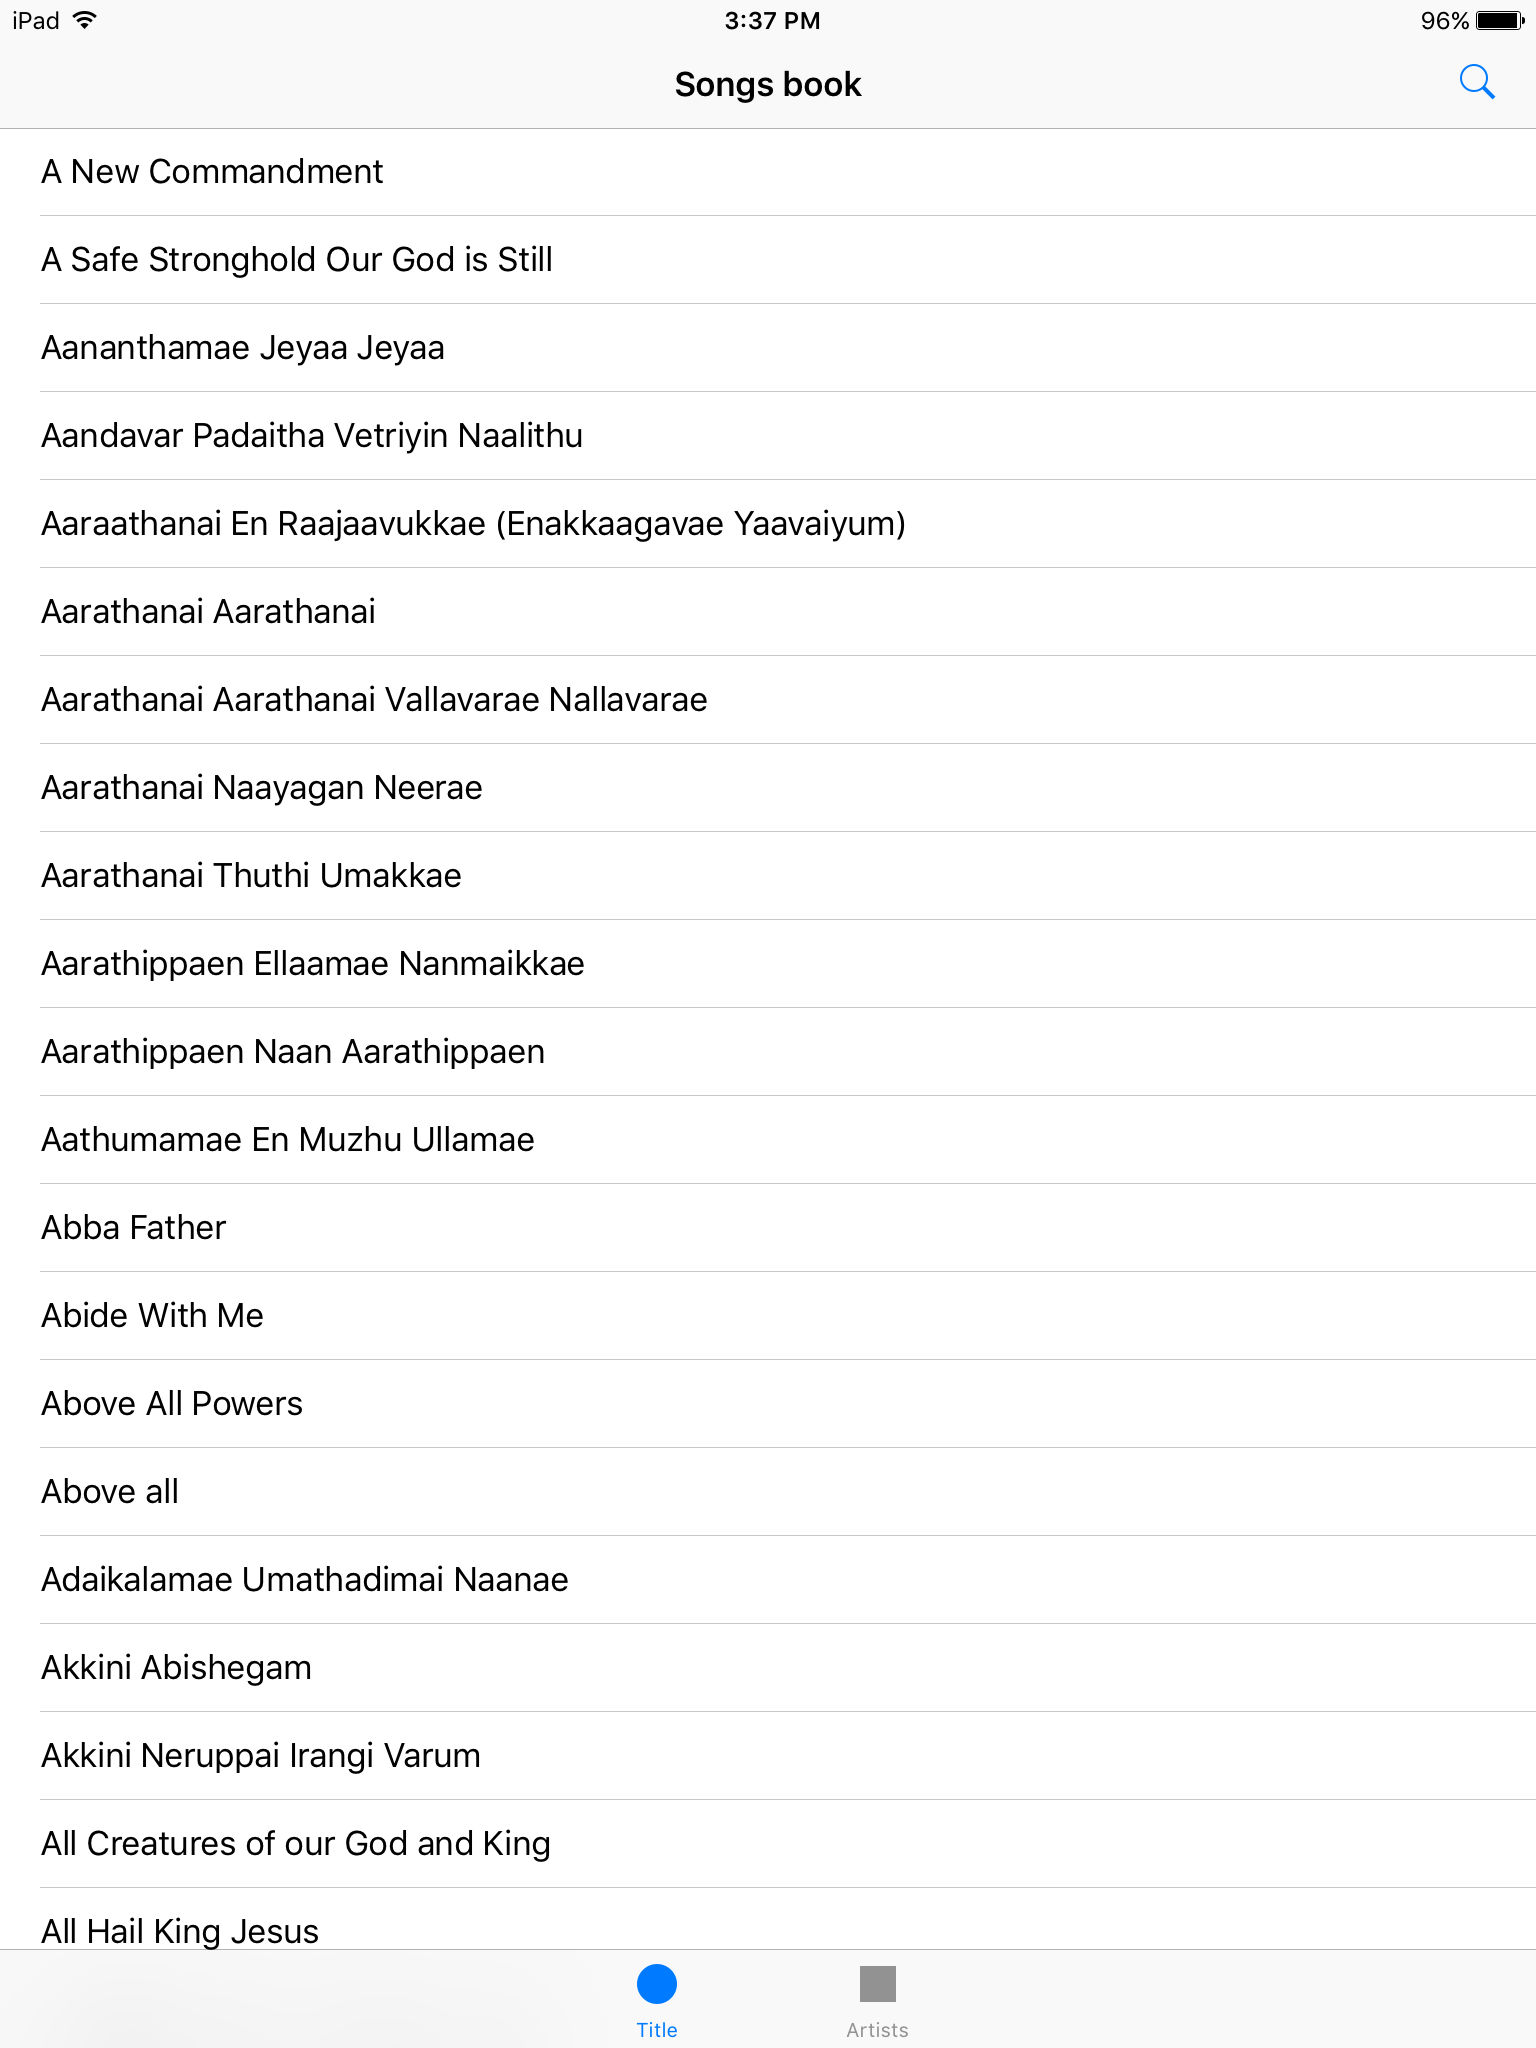 iPad 3:37 PM 96%
Songs book
A New Commandment
A Safe Stronghold Our God is Still
Aananthamae Jeyaa Jeyaa
Aandavar Padaitha Vetriyin Naalithu
Aaraathanai En Raajaavukkae (Enakkaagavae Yaavaiyum)
Aarathanai Aarathanai
Aarathanai Aarathanai Vallavarae Nallavarae
Aarathanai Naayagan Neerae
Aarathanai Thuthi Umakkae
Aarathippaen Ellaamae Nanmaikkae
Aarathippaen Naan Aarathippaen
Aathumamae En Muzhu Ullamae
Abba Father
Abide With Me
Above All Powers
Above all
Adaikalamae Umathadimai Naanae
Akkini Abishegam
Akkini Neruppai Irangi Varum
All Creatures of our God and King
All Hail King Jesus
Title Artists